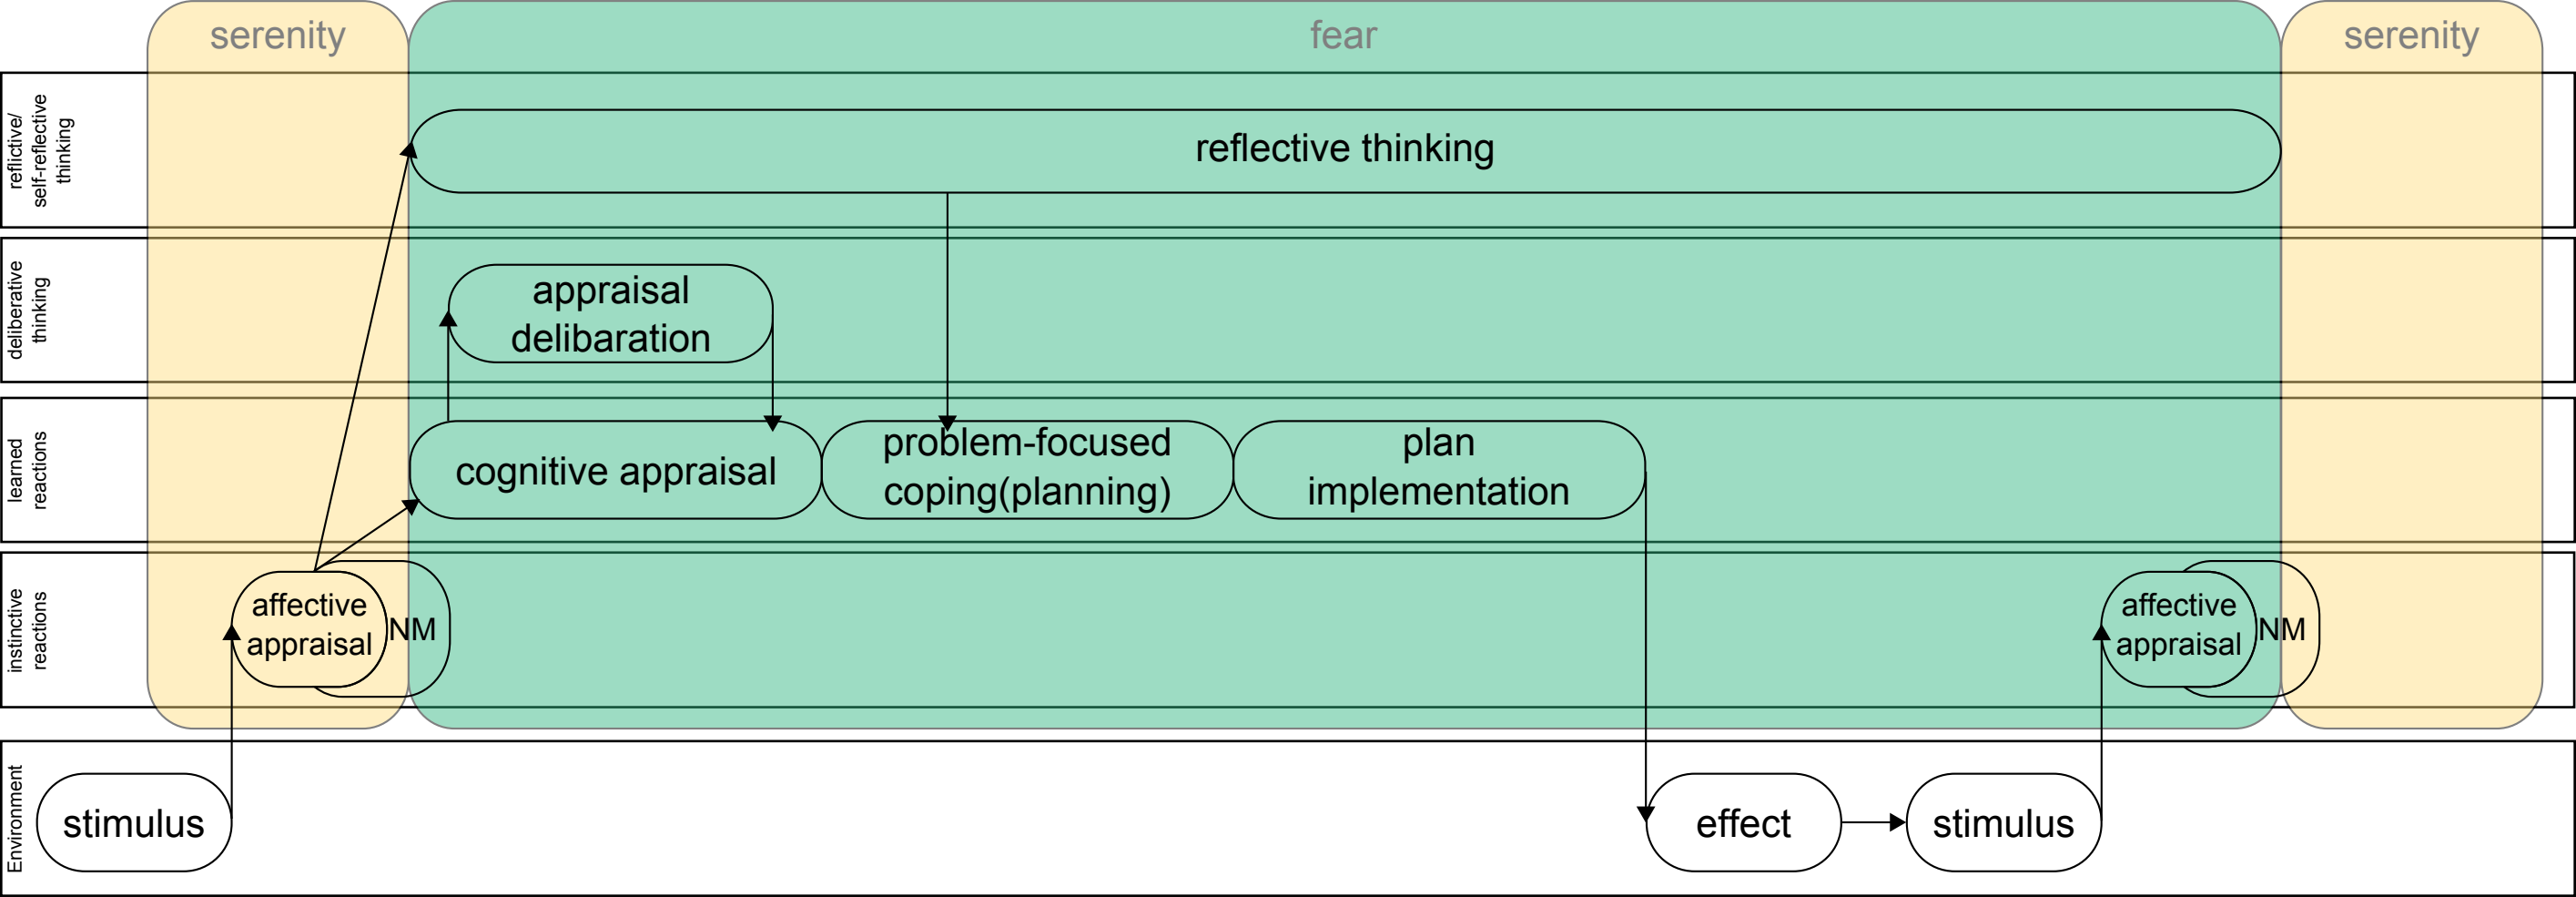 serenity
fear
serenity
reflictive/
self-reflective
thinking
reflective thinking
deliberative
thinking
appraisal
delibaration
learned
reactions
cognitive appraisal
problem-focused
coping(planning)
plan
implementation
instinctive
reactions
affective
appraisal
NM
affective
appraisal
NM
Environment
stimulus
effect
stimulus